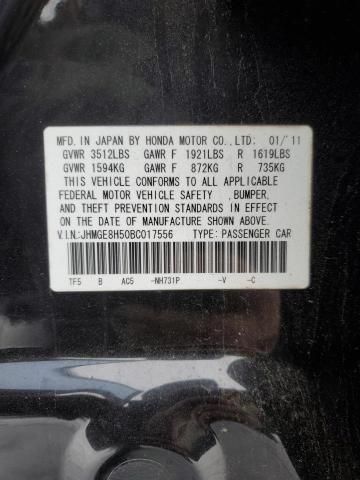 MFD. IN JAPAN BY HONDA MOTOR CO., LTD. 01/'11
GVWR 3512LBS GAWR F 1921LBS R 1619LBS
GVWR 1594KG GAWR F 872KG R 735KG
THIS VEHICLE CONFORMS TO ALL APPLICABLE
FEDERAL MOTOR VEHICLE SAFETY ,BUMPER,
AND THEFT PREVENTION STANDARDS IN EFFECT
ON THE DATE OF MANUFACTURE SHOWN ABOVE.
V.I.N.:JHMGE8H50BC017556 TYPE: PASSENGER CAR
TF5 B AC5 -NH731P -V -C